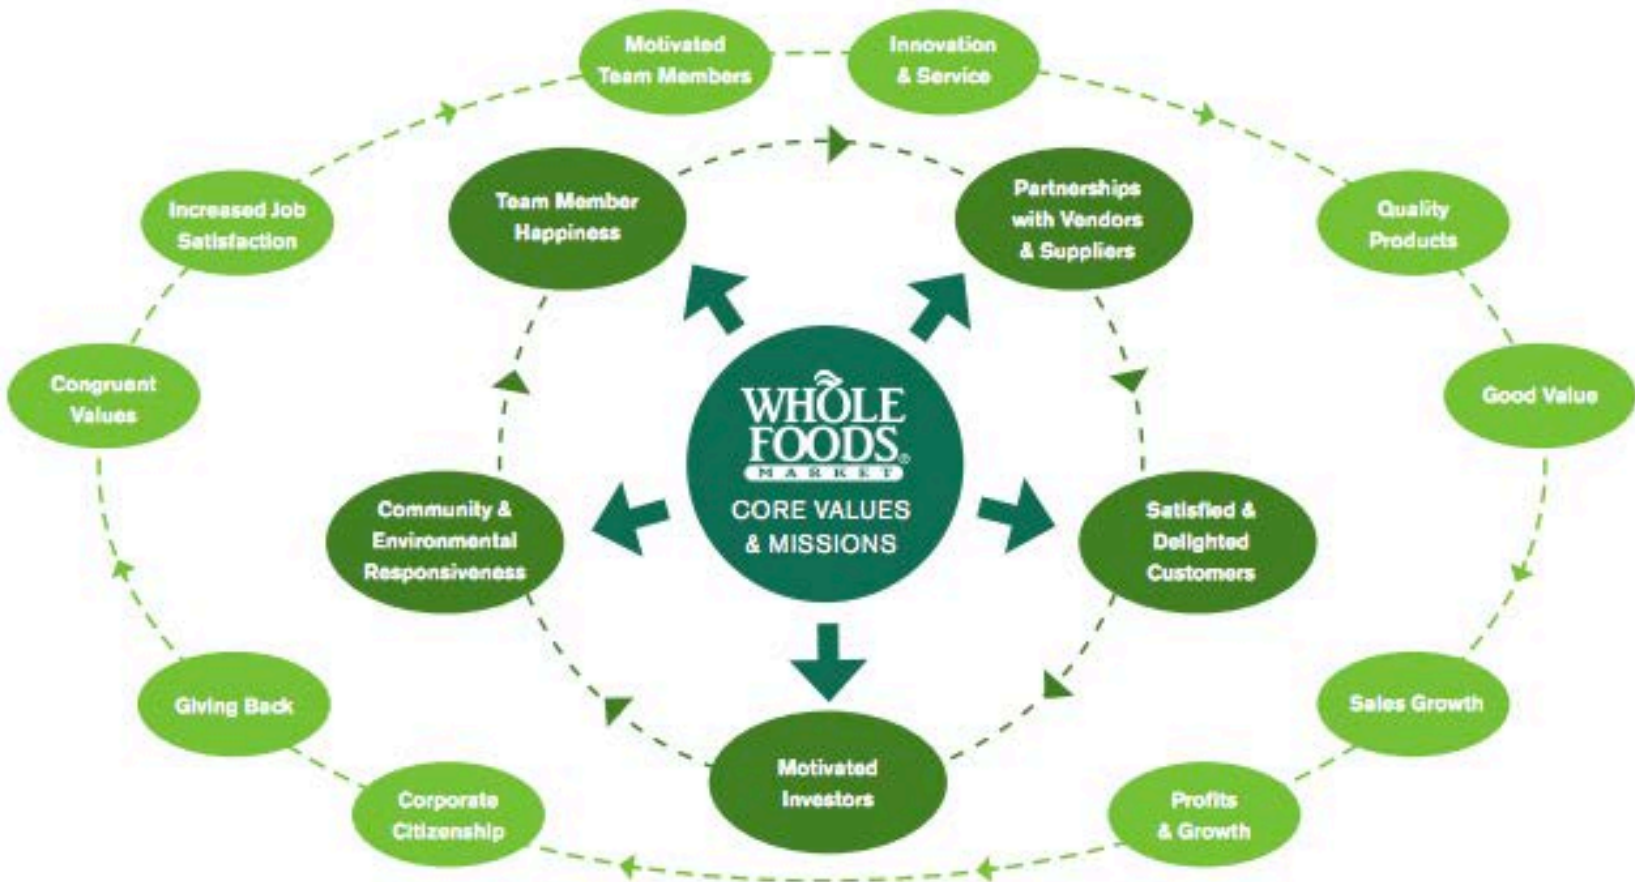 Motivated
Team Members
Innovation
& Service
Team Member
Happiness
Partnerships
with Vendors
& Suppliers
Increased Job
Satisfaction
Quality
Products
Congruent
Values
Good Value
WHOLE
FOODS®
MARKET
CORE VALUES
& MISSIONS
Community &
Environmental
Responsiveness
Satisfied &
Delighted
Customers
Giving Back
Sales Growth
Motivated
Investors
Corporate
Citizenship
Profits
& Growth